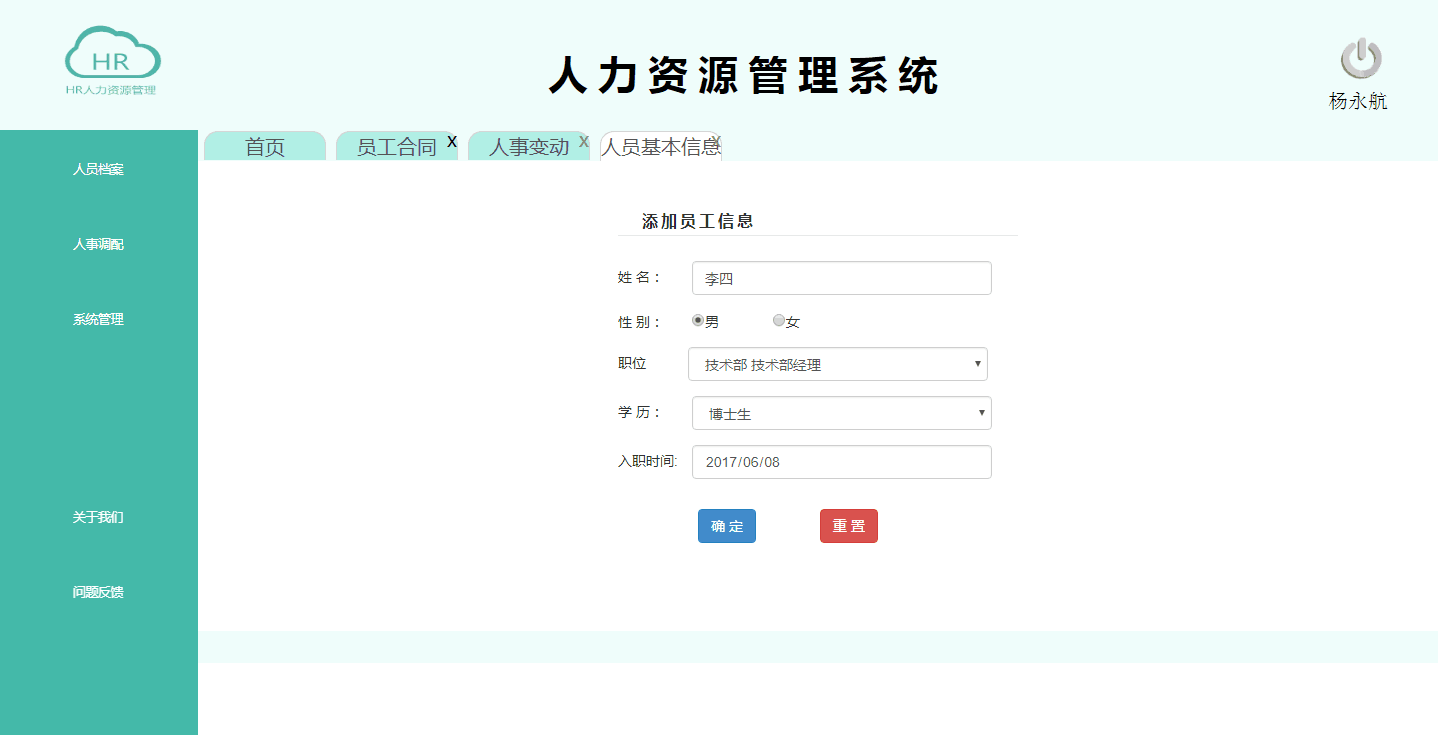 HR
HR人力资源管理
人力资源管理系统
杨永航
首页
员工合同 X
人事变动 X
人员基本信息 X
人员档案
人事调配
系统管理
关于我们
问题反馈
添加员工信息
姓 名： 李四
性 别： 男 女
职位 技术部 技术部经理
学 历： 博士生
入职时间: 2017/06/08
确 定 重 置